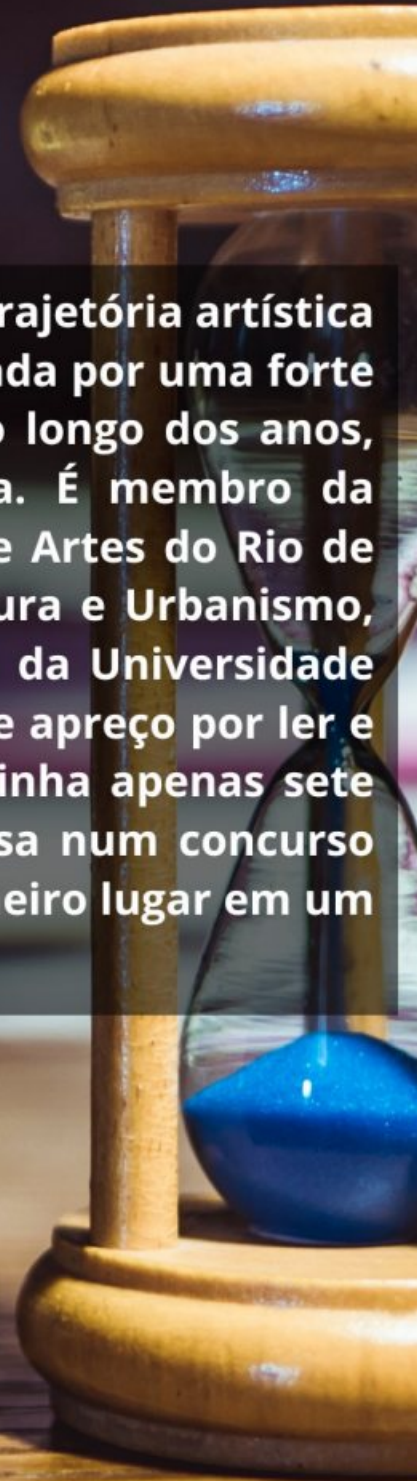 rajetória artística
da por uma forte
longo dos anos,
a. É membro da
e Artes do Rio de
ura e Urbanismo,
da Universidade
e apreço por ler e
inha apenas sete
sa num concurso
eiro lugar em um